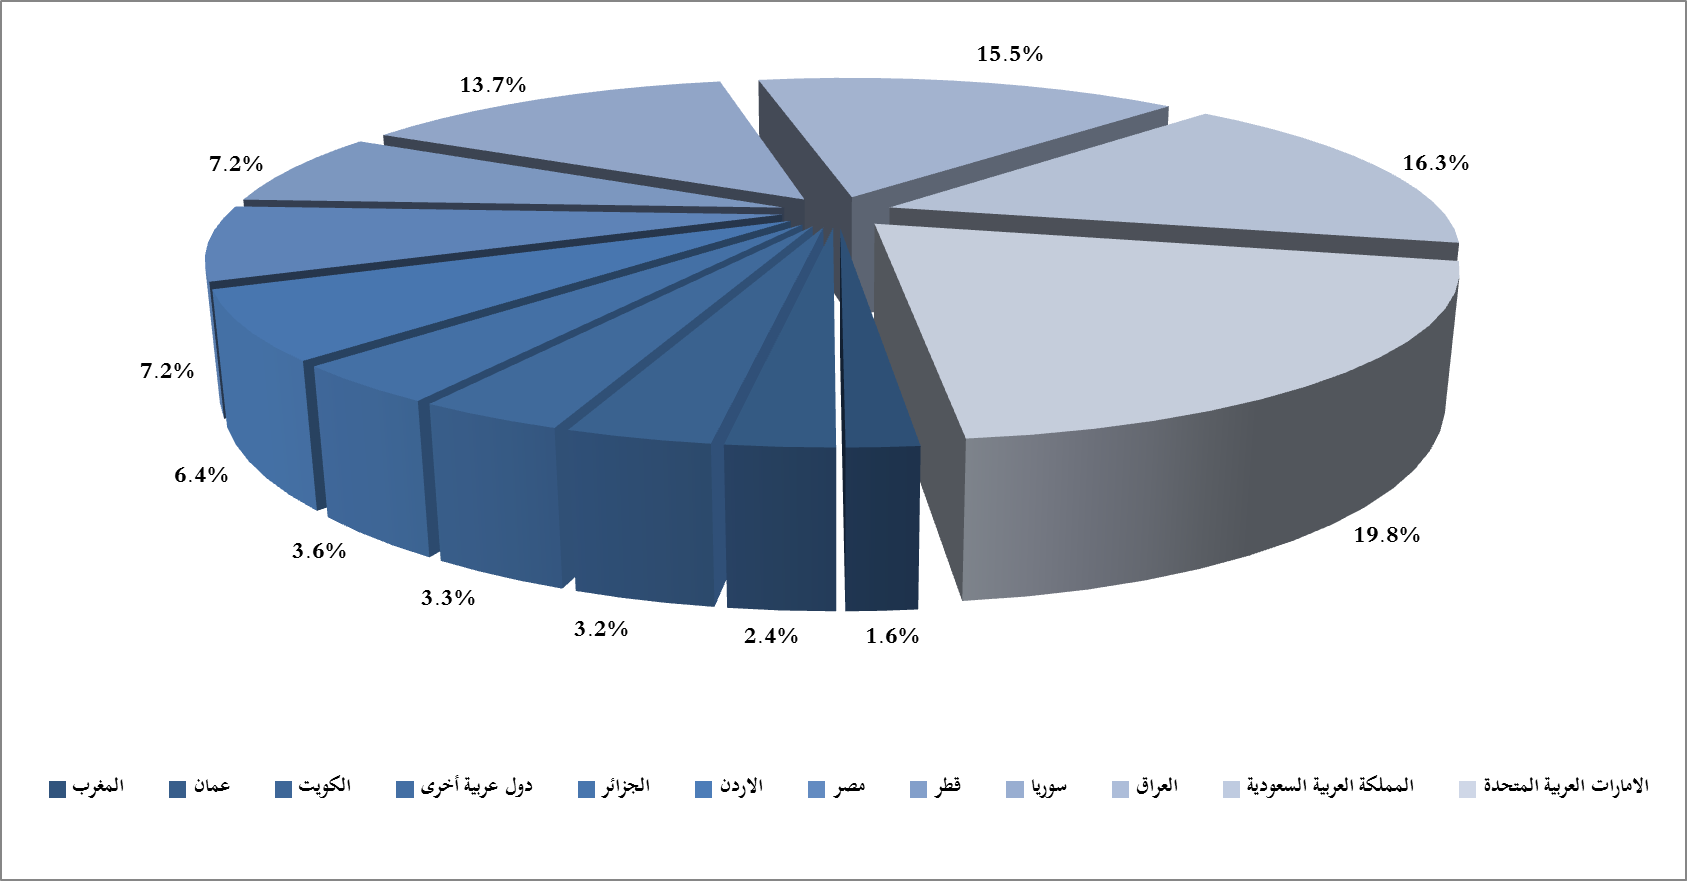 15.5%
13.7%
16.3%
7.2%
7.2%
19.8%
6.4%
3.6%
3.3%
3.2%
2.4%
1.6%
الامارات العربية المتحدة
المملكة العربية السعودية
العراق
سوريا
قطر
مصر
الاردن
الجزائر
دول عربية أخرى
الكويت
عمان
المغرب